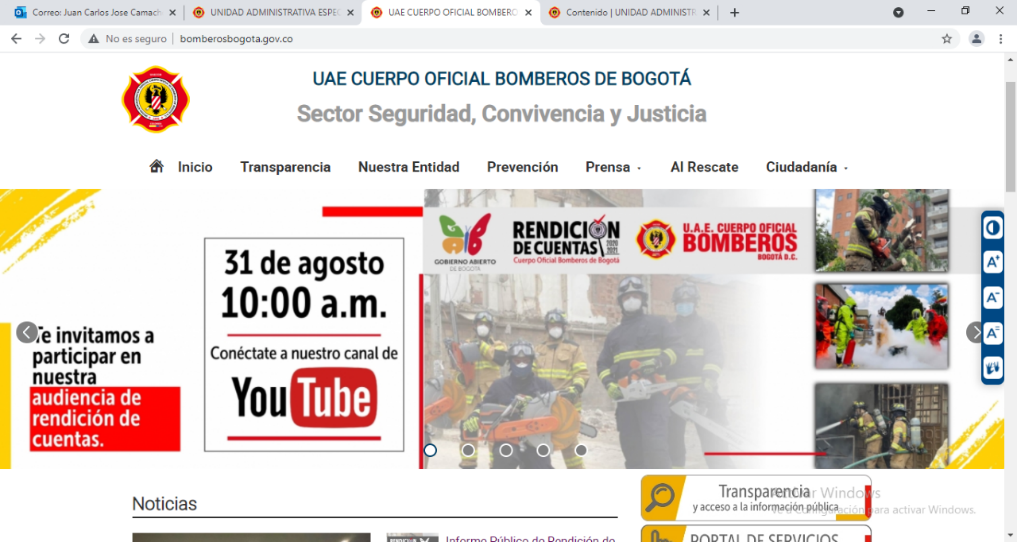 Correo: Juan Carlos Jose Camach
UNIDAD ADMINISTRATIVA ESPEC
UAE CUERPO OFICIAL BOMBERO
Contenido | UNIDAD ADMINISTR
No es seguro | bomberosbogota.gov.co
UAE CUERPO OFICIAL BOMBEROS DE BOGOTÁ
Sector Seguridad, Convivencia y Justicia
Inicio Transparencia Nuestra Entidad Prevención Prensa Al Rescate Ciudadanía
Te invitamos a
participar en
nuestra
audiencia de
rendición de
cuentas.
31 de agosto
10:00 a.m.
Conéctate a nuestro canal de
YouTube
GOBIERNO ABIERTO
DE BOGOTÁ
RENDICIÓN
DE CUENTAS
2020
2021
Cuerpo Oficial Bomberos de Bogotá
U.A.E. CUERPO OFICIAL
BOMBEROS
BOGOTÁ D.C.
A+
A-
A=
Noticias
Informe Público de Rendición de
Transparencia
y acceso a la información pública
PORTAL DE SERVICIOS
Activar Windows
Ve a Configuración para activar Windows.